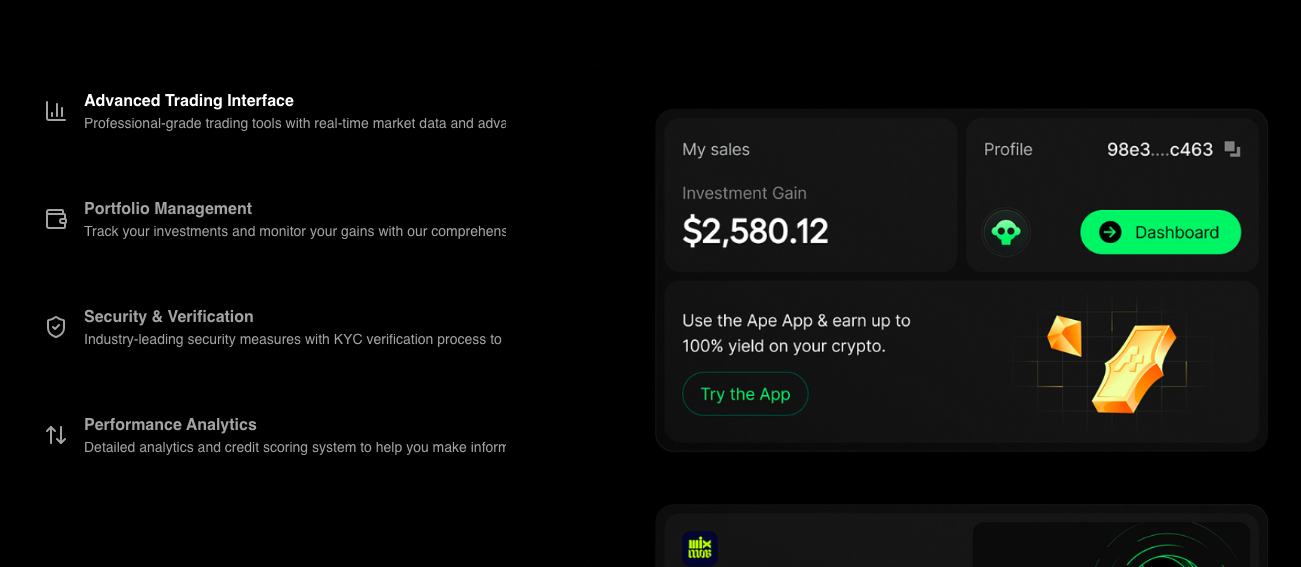 Advanced Trading Interface
Professional-grade trading tools with real-time market data and adva
Portfolio Management
Track your investments and monitor your gains with our comprehens
Security & Verification
Industry-leading security measures with KYC verification process to
Performance Analytics
Detailed analytics and credit scoring system to help you make inform
My sales
Investment Gain
$2,580.12
Profile
98e3....c463
Dashboard
Use the Ape App & earn up to
100% yield on your crypto.
Try the App
mix
mob